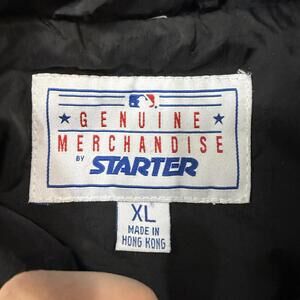 GENUINE
MERCHANDISE
BY STARTER
XL
MADE IN
HONG KONG